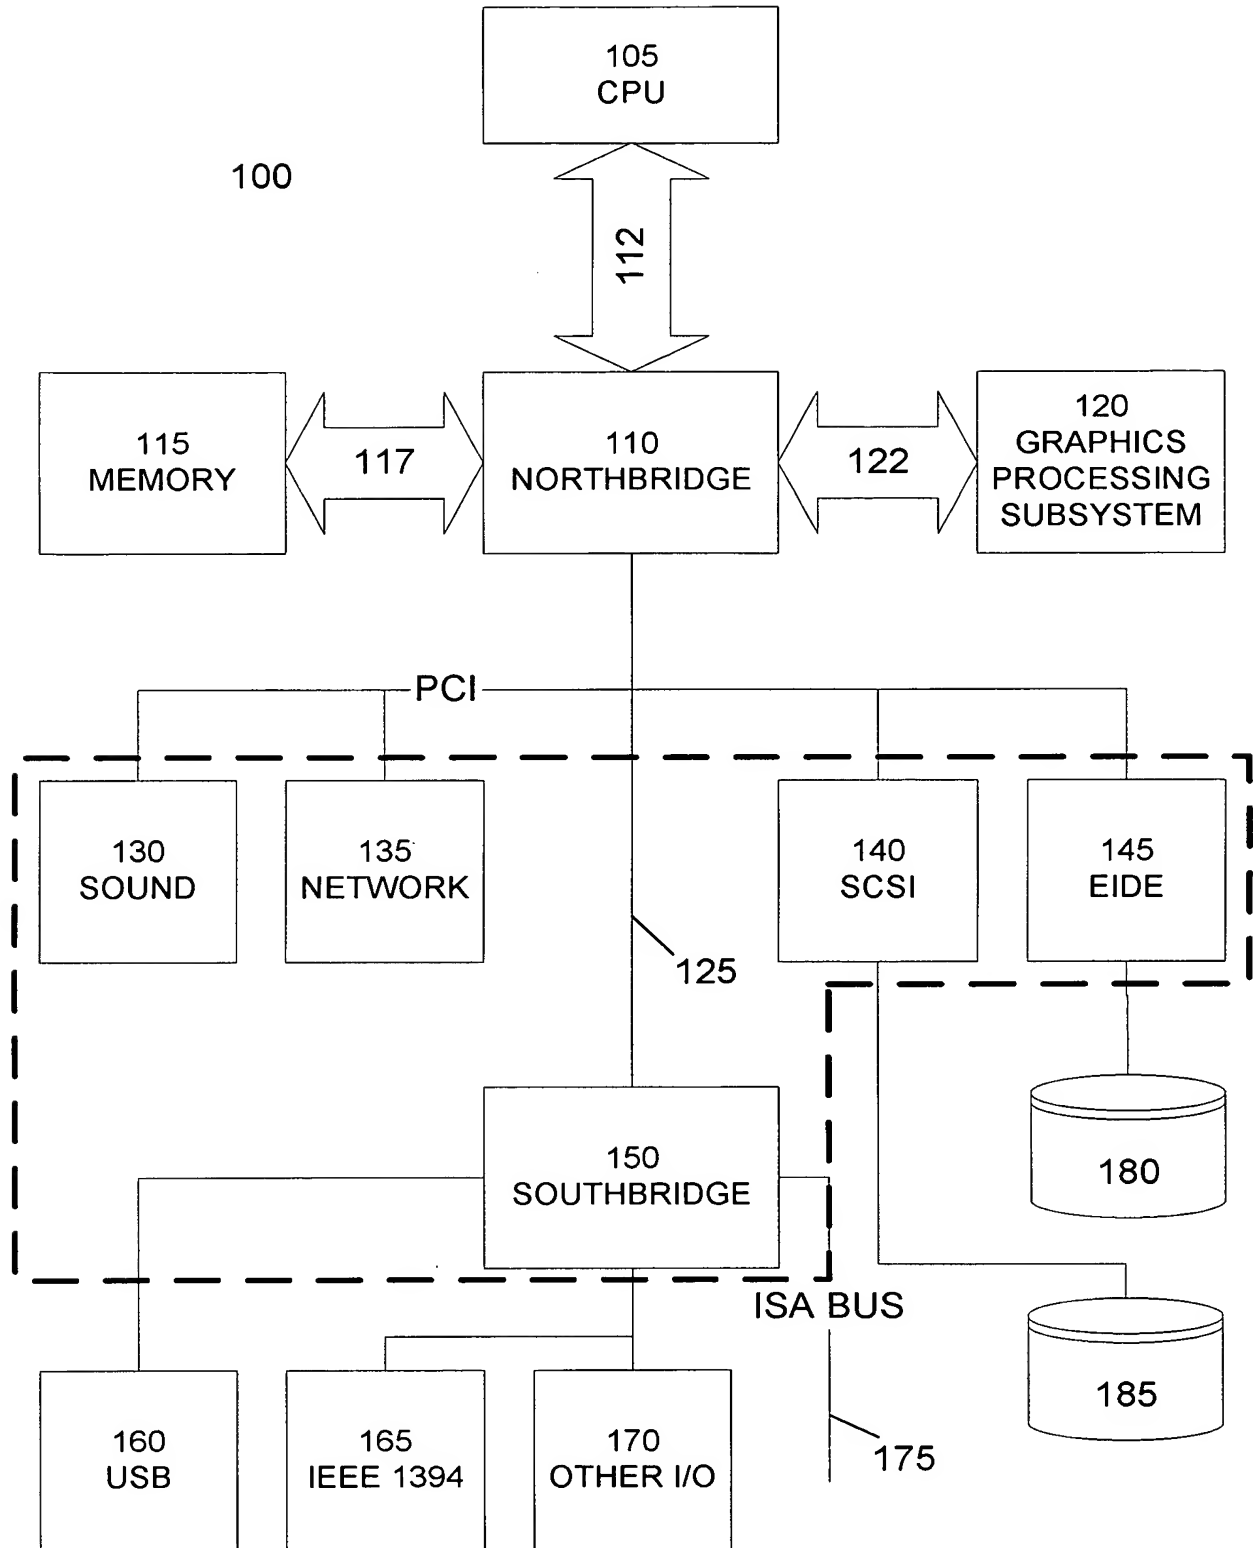 105
CPU
100
112
115
MEMORY
117
110
NORTHBRIDGE
122
120
GRAPHICS
PROCESSING
SUBSYSTEM
PCI
130
SOUND
135
NETWORK
140
SCSI
145
EIDE
125
150
SOUTHBRIDGE
180
ISA BUS
185
160
USB
165
IEEE 1394
170
OTHER I/O
175